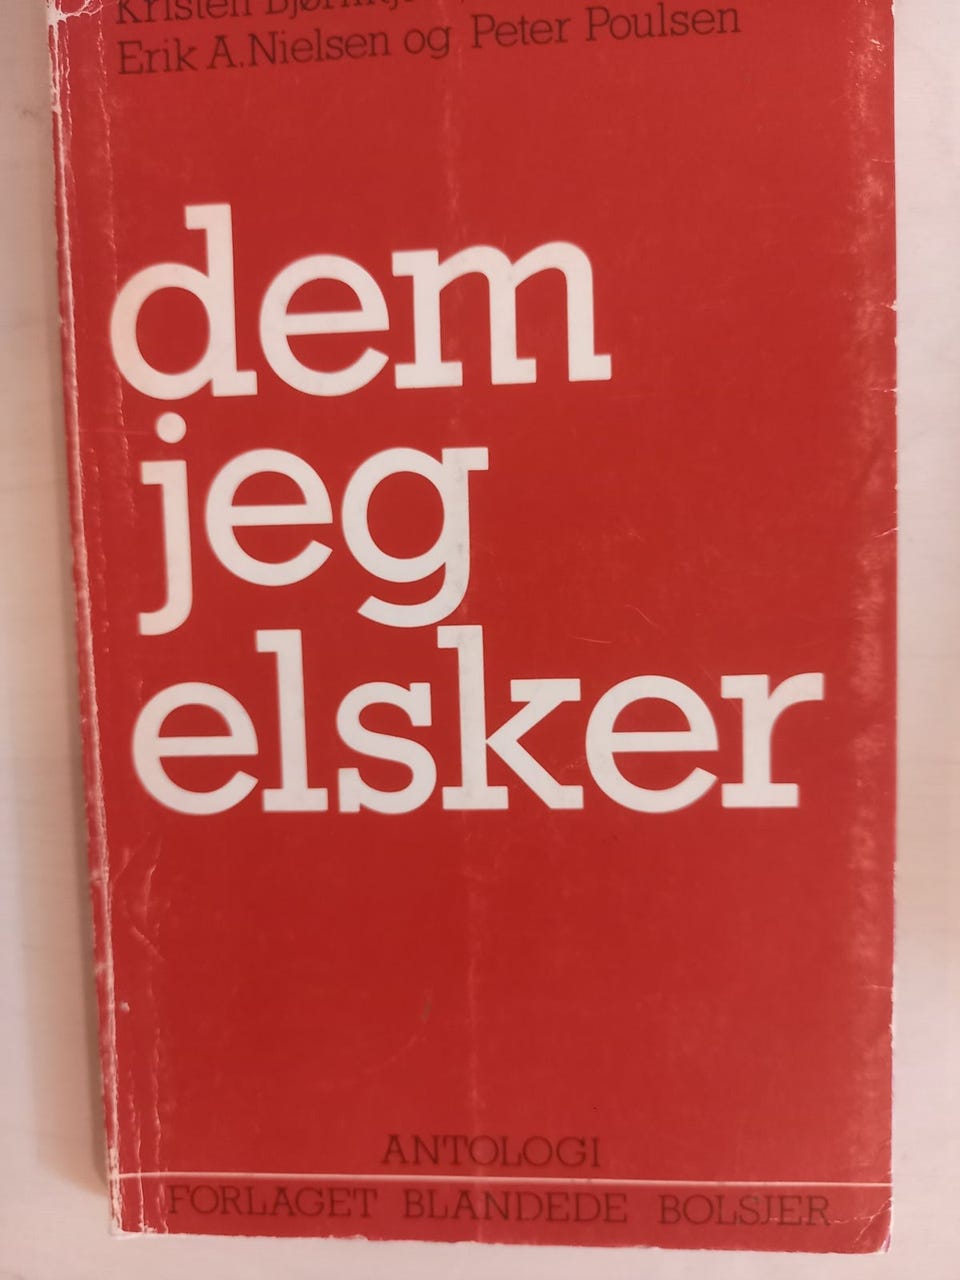 Kristen
Erik A. Nielsen og Peter Poulsen
dem
jeg
elsker
ANTOLOGI
FORLAGET BLANDEDE BOLSJER